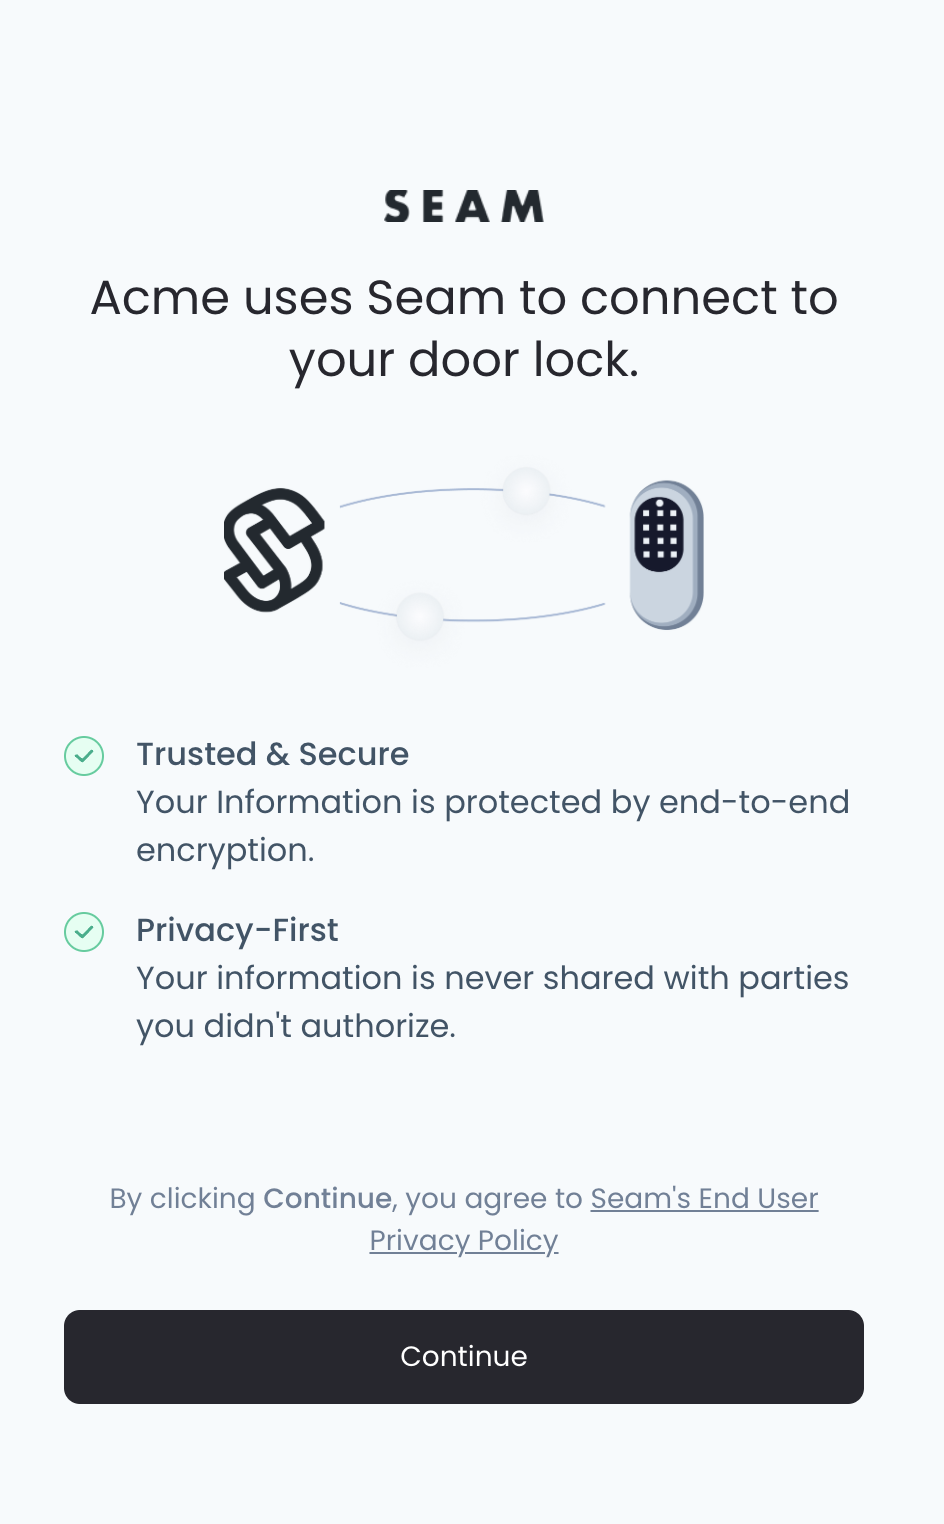 SEAM
Acme uses Seam to connect to
your door lock.
Trusted & Secure
Your Information is protected by end-to-end
encryption.
Privacy-First
Your information is never shared with parties
you didn't authorize.
By clicking Continue, you agree to Seam's End User
Privacy Policy
Continue